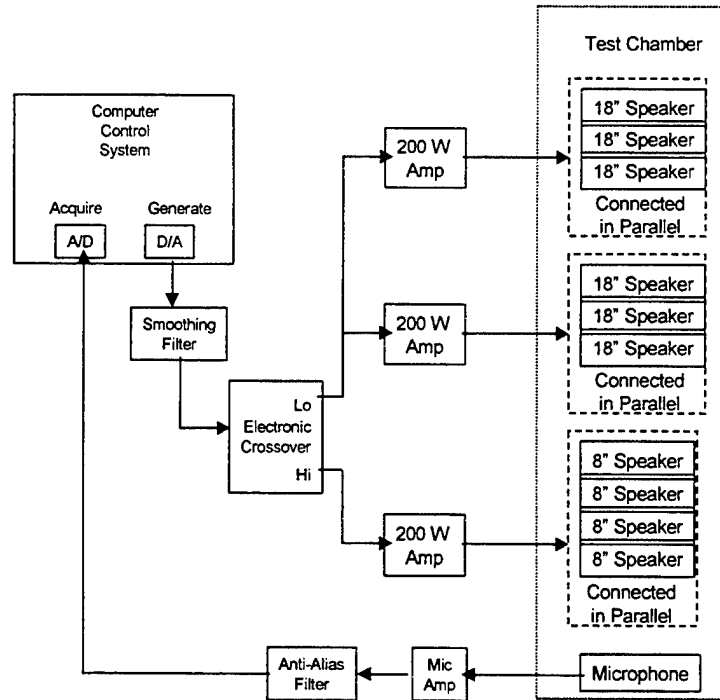 Test Chamber
Computer
Control
System
Acquire
Generate
A/D
D/A
Smoothing
Filter
Lo
Electronic
Crossover
Hi
200 W
Amp
200 W
Amp
200 W
Amp
18" Speaker
18" Speaker
18" Speaker
Connected
in Parallel
18" Speaker
18" Speaker
18" Speaker
Connected
in Parallel
8" Speaker
8" Speaker
8" Speaker
8" Speaker
Connected
in Parallel
Anti-Alias
Filter
Mic
Amp
Microphone